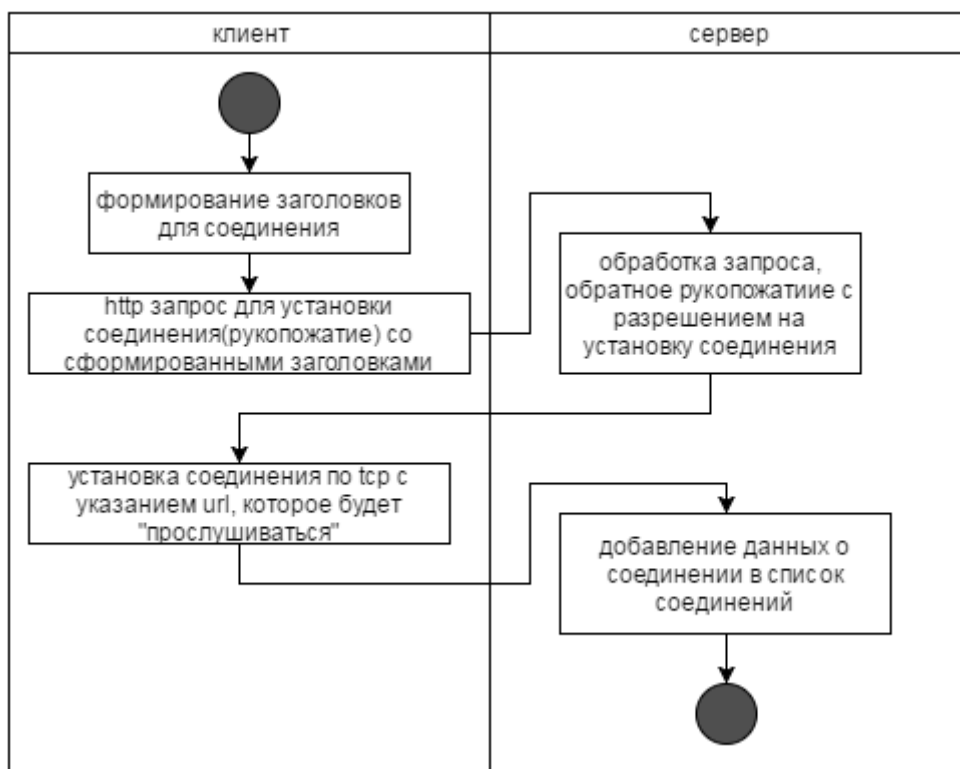 клиент
сервер
формирование заголовков
для соединения
http запрос для установки
соединения(рукопожатие) со
сформированными заголовками
обработка запроса,
обратное рукопожатиие с
разрешением на
установку соединения
установка соединения по tcp с
указанием url, которое будет
"прослушиваться"
добавление данных о
соединении в список
соединений